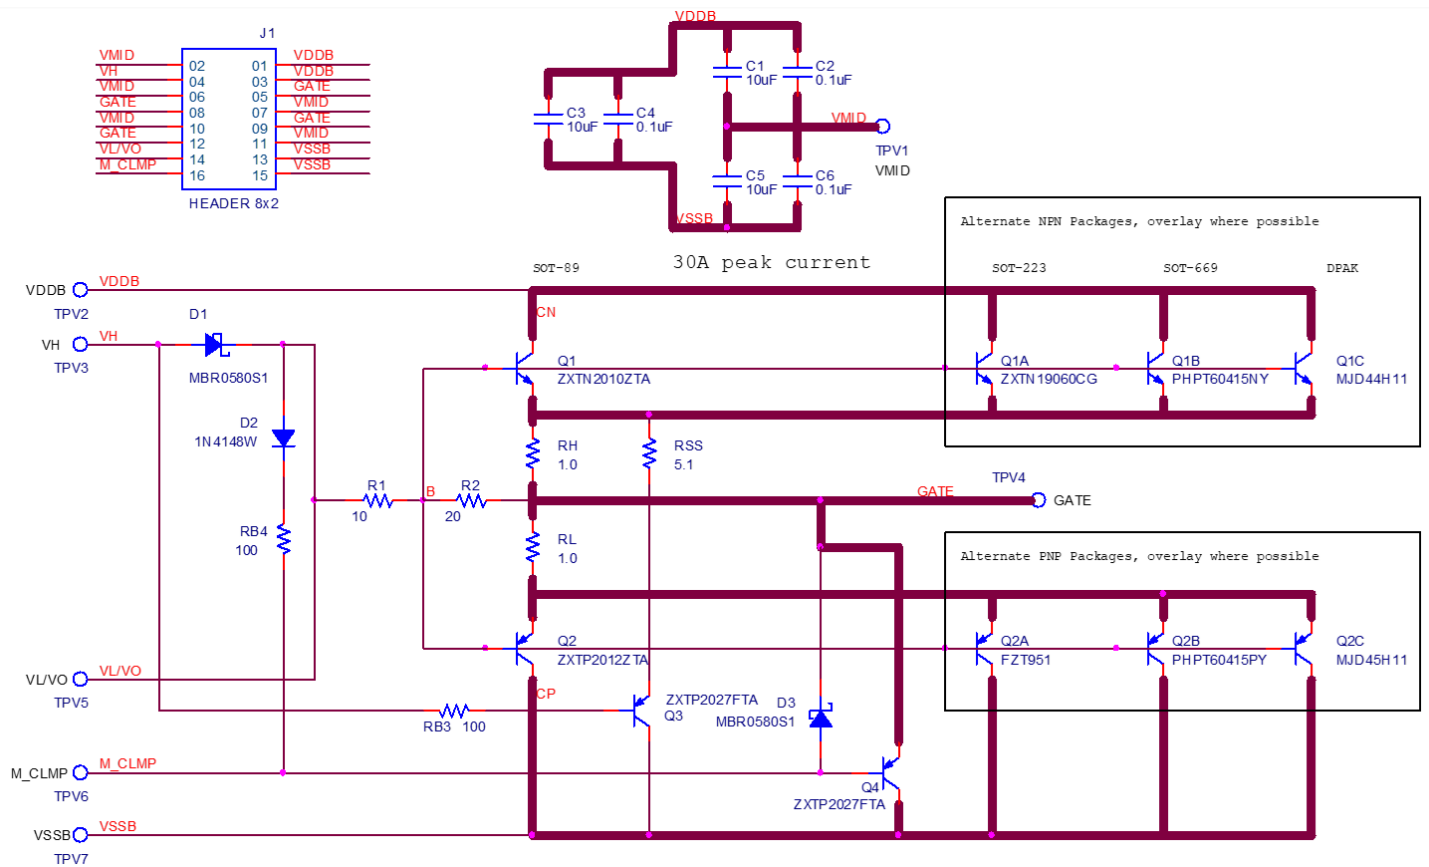 J1
VMID 02 01 VDDB
VH 04 03 VDDB
VMID 06 05 GATE
GATE 08 07 VMID
VMID 10 09 GATE
GATE 12 11 VMID
VL/VO 14 13 VSSB
M_CLMP 16 15 VSSB
HEADER 8x2
VDDB
C1
10uF
C2
0.1uF
C3
10uF
C4
0.1uF
VMID
TPV1
VMID
C5
10uF
C6
0.1uF
VSSB
30A peak current
Alternate NPN Packages, overlay where possible
SOT-89
SOT-223
SOT-669
DPAK
VDDB
VDDB
TPV2
CN
D1
VH
VH
TPV3
MBR0580S1
Q1
ZXTN2010ZTA
Q1A
ZXTN19060CG
Q1B
PHPT60415NY
Q1C
MJD44H11
D2
1N4148W
RH
1.0
RSS
5.1
R1
10
B
R2
20
GATE
TPV4
GATE
RB4
100
RL
1.0
Alternate PNP Packages, overlay where possible
Q2
ZXTP2012ZTA
Q2A
FZT951
Q2B
PHPT60415PY
Q2C
MJD45H11
VL/VO
VL/VO
TPV5
CP
RB3 100
ZXTP2027FTA
Q3
D3
MBR0580S1
M_CLMP
M_CLMP
TPV6
Q4
ZXTP2027FTA
VSSB
VSSB
TPV7